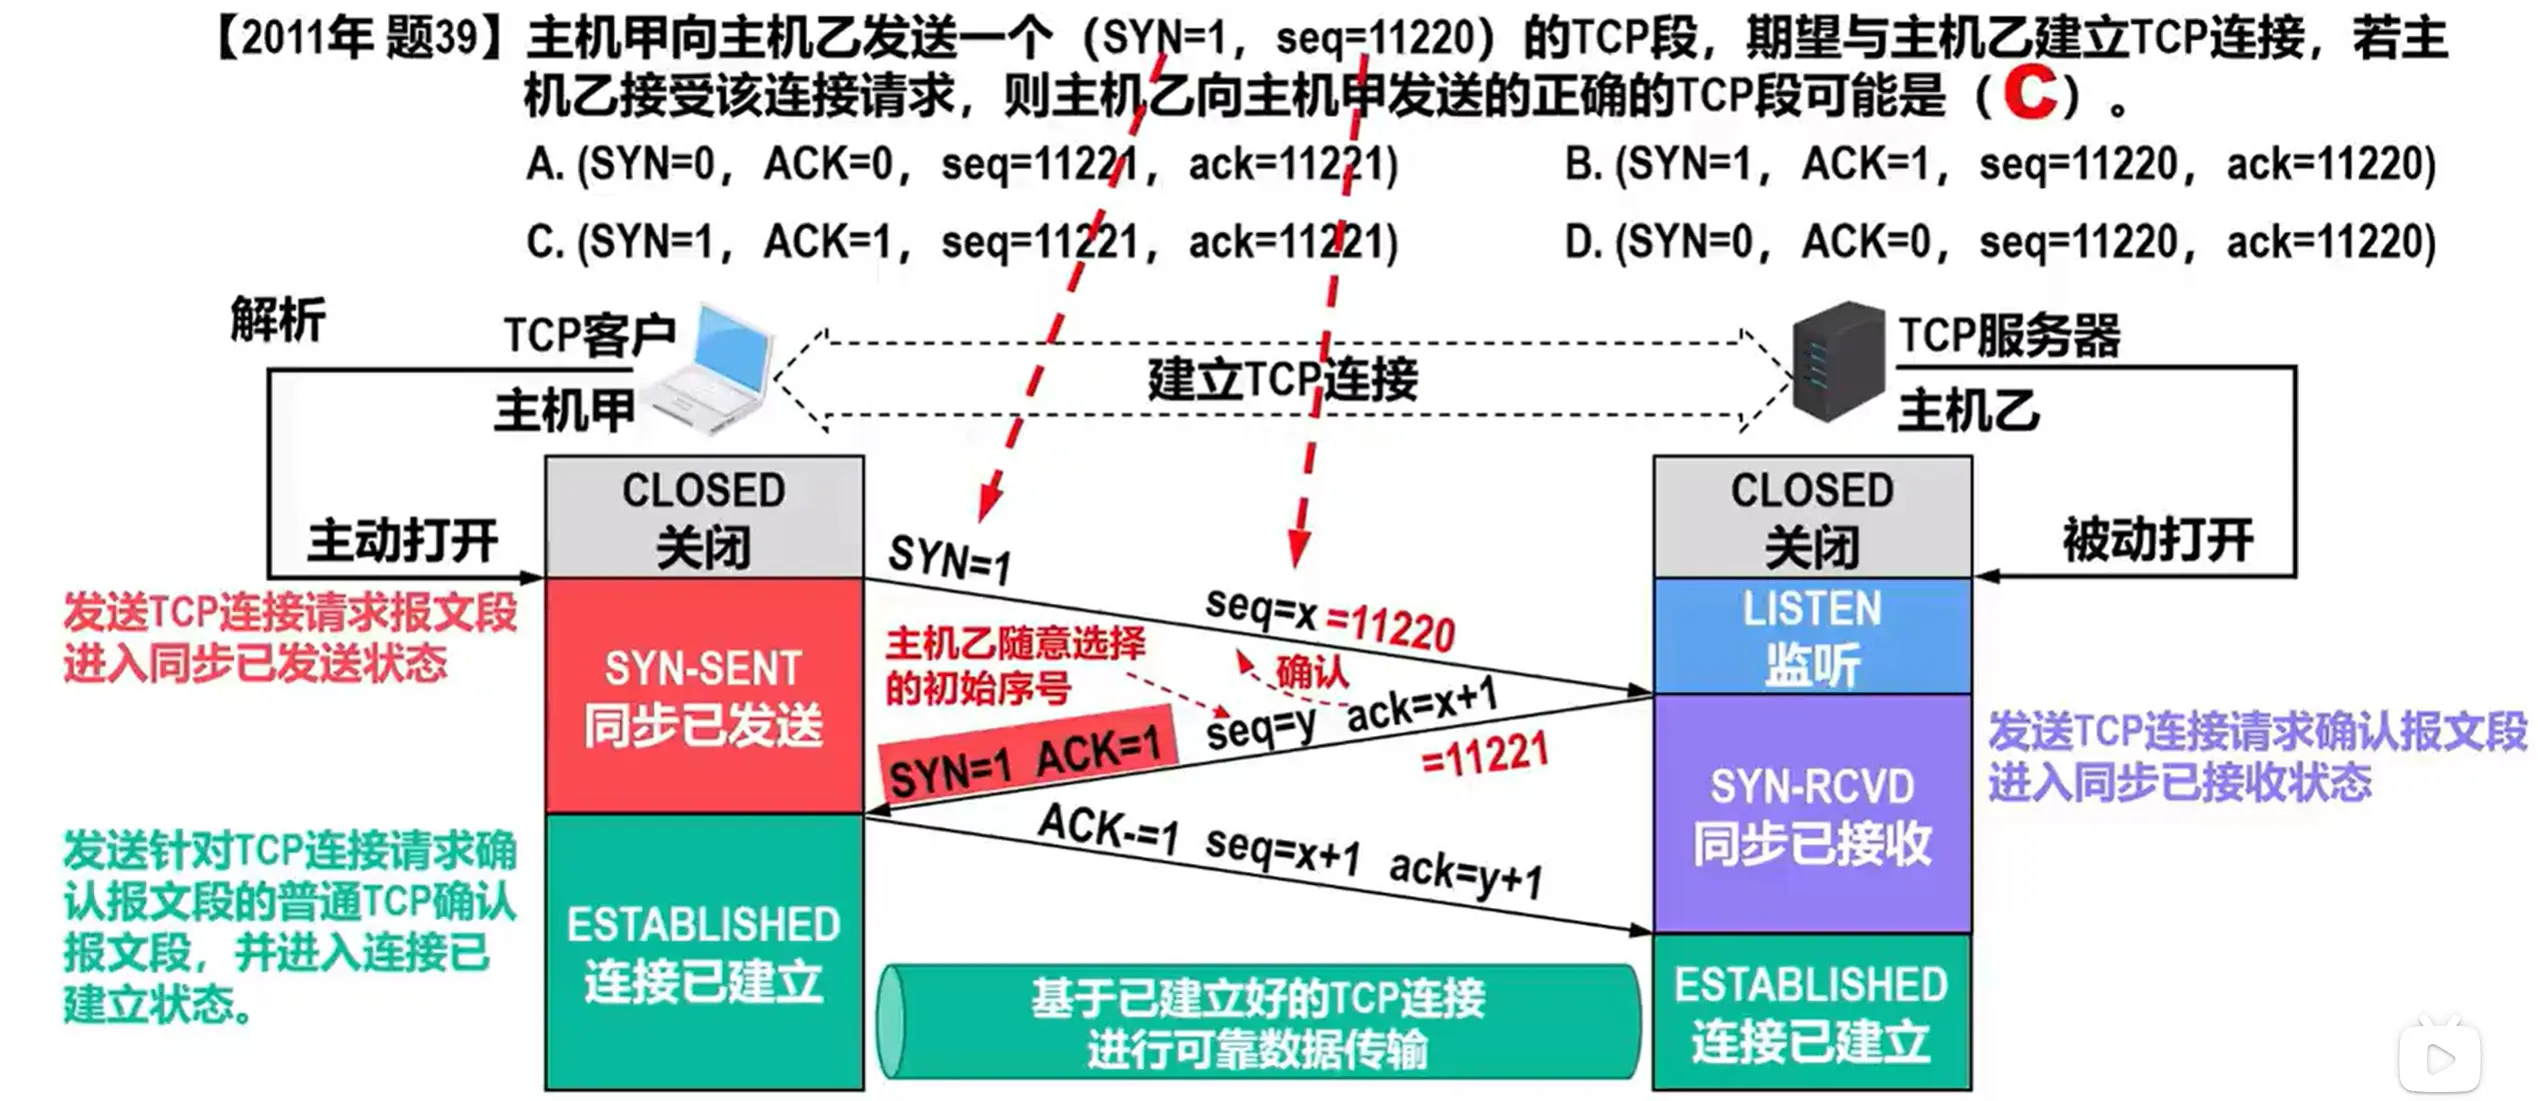 【2011年 题39】主机甲向主机乙发送一个（SYN=1，seq=11220）的TCP段，期望与主机乙建立TCP连接，若主
机乙接受该连接请求，则主机乙向主机甲发送的正确的TCP段可能是（C）。
A. (SYN=0，ACK=0，seq=11221，ack=11221)
B. (SYN=1，ACK=1，seq=11220，ack=11220)
C. (SYN=1，ACK=1，seq=11221，ack=11221)
D. (SYN=0，ACK=0，seq=11220，ack=11220)
解析
TCP客户
主机甲
建立TCP连接
TCP服务器
主机乙
主动打开
CLOSED
关闭
CLOSED
关闭
被动打开
SYN=1
seq=x =11220
发送TCP连接请求报文段
进入同步已发送状态
SYN-SENT
同步已发送
主机乙随意选择
的初始序号
确认
LISTEN
监听
SYN=1 ACK=1
seq=y ack=x+1
=11221
SYN-RCVD
同步已接收
发送TCP连接请求确认报文段
进入同步已接收状态
ACK-=1 seq=x+1 ack=y+1
发送针对TCP连接请求确
认报文段的普通TCP确认
报文段，并进入连接已
建立状态。
ESTABLISHED
连接已建立
基于已建立好的TCP连接
进行可靠数据传输
ESTABLISHED
连接已建立